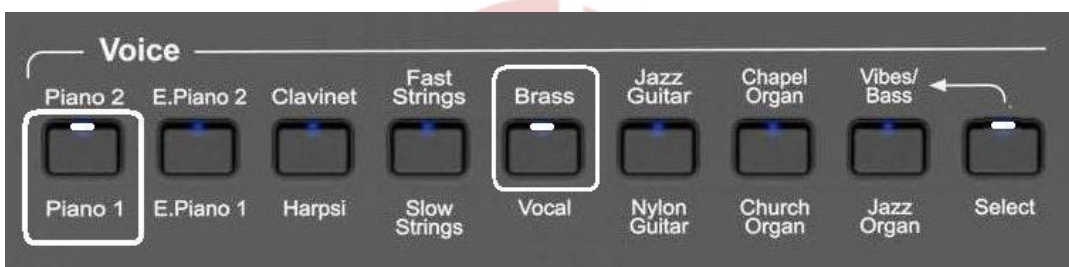 Voice
Piano 2 E.Piano 2 Clavinet Fast Strings Brass Jazz Guitar Chapel Organ Vibes/ Bass
Piano 1 E.Piano 1 Harpsi Slow Strings Vocal Nylon Guitar Church Organ Jazz Organ Select